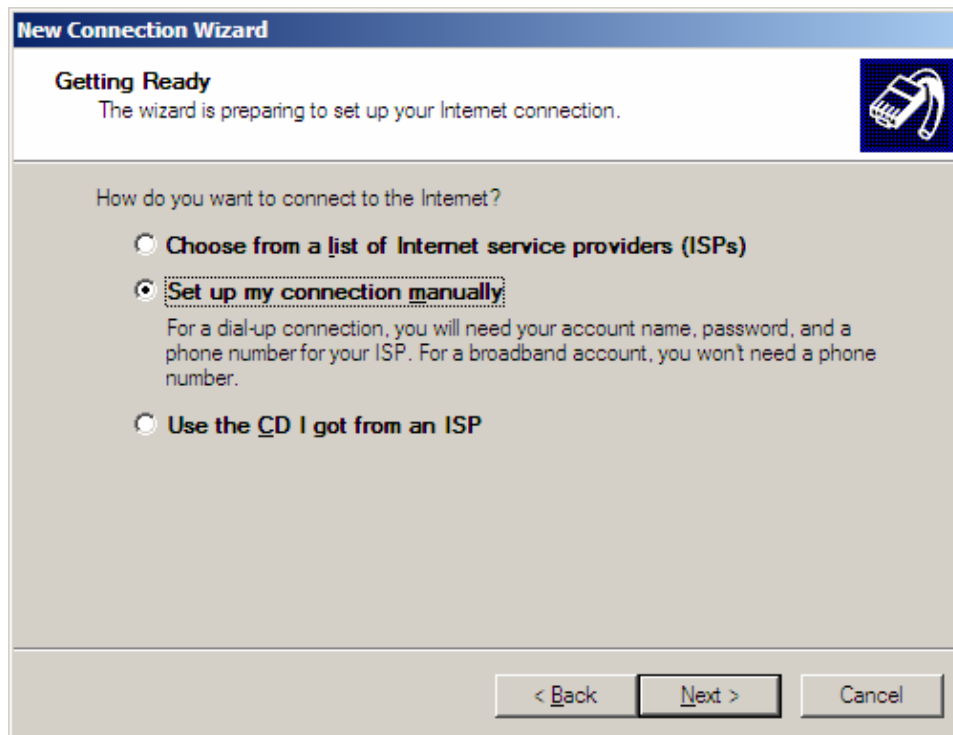 New Connection Wizard
Getting Ready
The wizard is preparing to set up your Internet connection.
How do you want to connect to the Internet?
Choose from a list of Internet service providers (ISPs)
Set up my connection manually
For a dial-up connection, you will need your account name, password, and a
phone number for your ISP. For a broadband account, you won't need a phone
number.
Use the CD I got from an ISP
< Back
Next >
Cancel